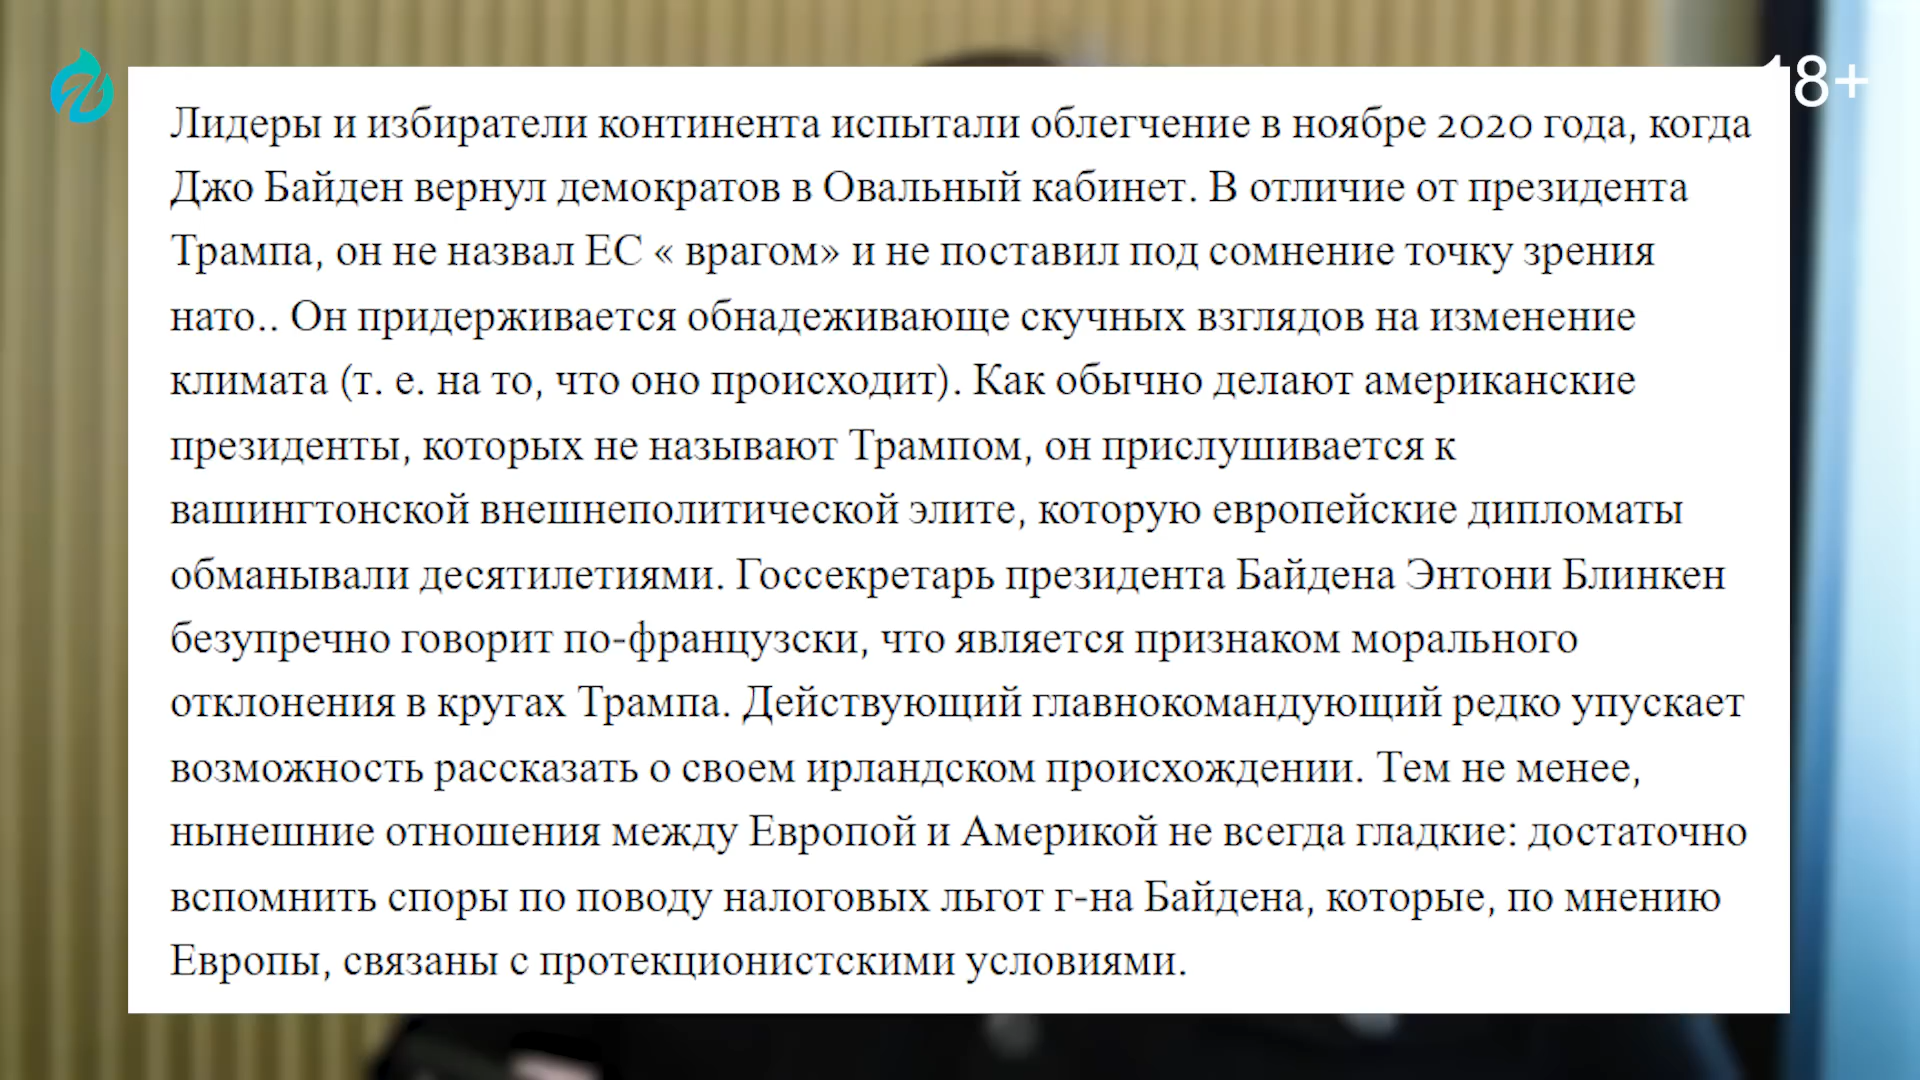 18+
Лидеры и избиратели континента испытали облегчение в ноябре 2020 года, когда
Джо Байден вернул демократов в Овальный кабинет. В отличие от президента
Трампа, он не назвал ЕС « врагом» и не поставил под сомнение точку зрения
нато.. Он придерживается обнадеживающе скучных взглядов на изменение
климата (т. е. на то, что оно происходит). Как обычно делают американские
президенты, которых не называют Трампом, он прислушивается к
вашингтонской внешнеполитической элите, которую европейские дипломаты
обманывали десятилетиями. Госсекретарь президента Байдена Энтони Блинкен
безупречно говорит по-французски, что является признаком морального
отклонения в кругах Трампа. Действующий главнокомандующий редко упускает
возможность рассказать о своем ирландском происхождении. Тем не менее,
нынешние отношения между Европой и Америкой не всегда гладкие: достаточно
вспомнить споры по поводу налоговых льгот г-на Байдена, которые, по мнению
Европы, связаны с протекционистскими условиями.